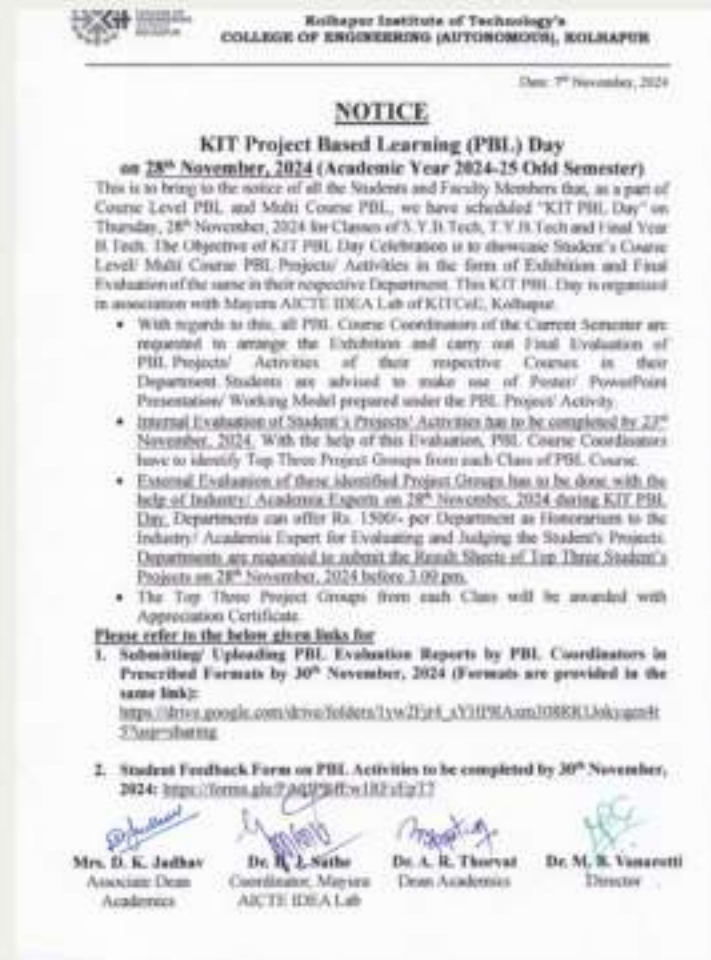 Kolhapur Institute of Technology's
COLLEGE OF ENGINEERING (AUTONOMOUS), KOLHAPUR
Date: 7th November, 2024
NOTICE
KIT Project Based Learning (PBL) Day
on 28th November, 2024 (Academic Year 2024-25 Odd Semester)
This is to bring to the notice of all the Students and Faculty Members that, as a part of
Course Level PBL and Multi Course PBL, we have scheduled "KIT PBL Day" on
Thursday, 28th November, 2024 for Classes of S.Y.B.Tech, T.Y.B.Tech and Final Year
B.Tech. The Objective of KIT PBL Day Celebration is to showcase Student's Course
Level/ Multi Course PBL Projects/ Activities in the form of Exhibition and Final
Evaluation of the same in their respective Department. This KIT PBL Day is organized
in association with Mayura AICTE IDEA Lab of KITCoE, Kolhapur.
• With regards to this, all PBL Course Coordinators of the Current Semester are
requested to arrange the Exhibition and carry out Final Evaluation of
PBL Projects/ Activities of their respective Courses in their
Department. Students are advised to make use of Poster/ PowerPoint
Presentation/ Working Model prepared under the PBL Project/ Activity.
• Internal Evaluation of Student's Projects/ Activities has to be completed by 23rd
November, 2024. With the help of this Evaluation, PBL Course Coordinators
have to identify Top Three Project Groups from each Class of PBL Course.
• External Evaluation of these identified Project Groups has to be done with the
help of Industry/ Academia Experts on 28th November, 2024 during KIT PBL
Day. Departments can offer Rs. 1500/- per Department as Honorarium to the
Industry/ Academia Expert for Evaluating and Judging the Student's Projects.
Departments are requested to submit the Result Sheets of Top Three Student's
Projects on 28th November, 2024 before 3.00 pm.
• The Top Three Project Groups from each Class will be awarded with
Appreciation Certificate.
Please refer to the below given links for
1. Submitting/ Uploading PBL Evaluation Reports by PBL Coordinators in
Prescribed Formats by 30th November, 2024 (Formats are provided in the
same link):
2. Student Feedback Form on PBL Activities to be completed by 30th November,
2024:
Mrs. D. K. Jadhav Dr. Sathe Dr. A. R. Thorvat Dr. M. B. Vanarotti
Associate Dean Coordinator, Mayura Dean Academics Director
Academics AICTE IDEA Lab